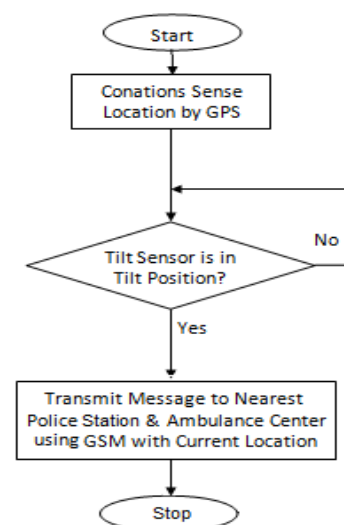 Start
Conations Sense
Location by GPS
Tilt Sensor is in
Tilt Position?
No
Yes
Transmit Message to Nearest
Police Station & Ambulance Center
using GSM with Current Location
Stop